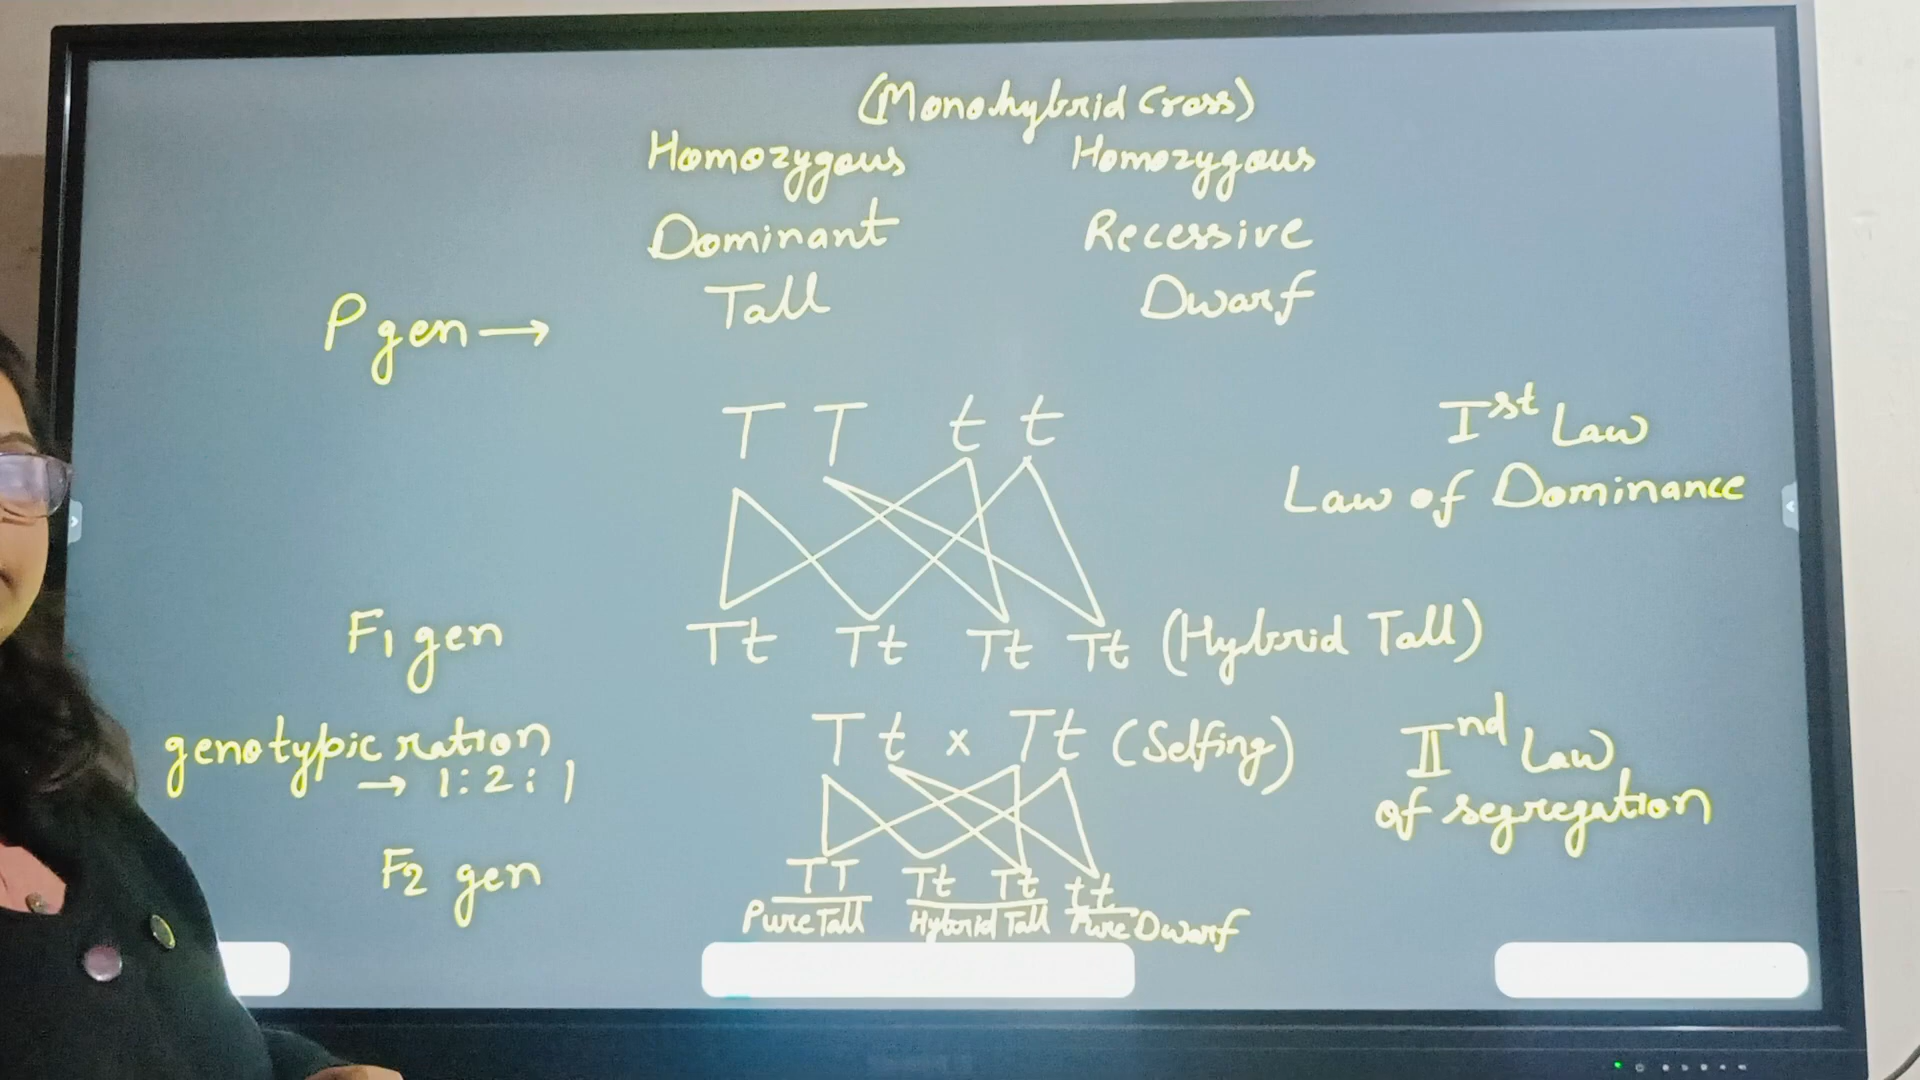 (Monohybrid Cross)
Homozygous Homozygous
Dominant Recessive
Tall Dwarf
P gen →
T T t t
Ist Law
Law of Dominance
F1 gen
Tt Tt Tt Tt (Hybrid Tall)
genotypic ration
→ 1:2:1
Tt x Tt (Selfing)
IInd Law
of segregation
F2 gen
TT Tt Tt tt
Pure Tall Hybrid Tall Pure Dwarf